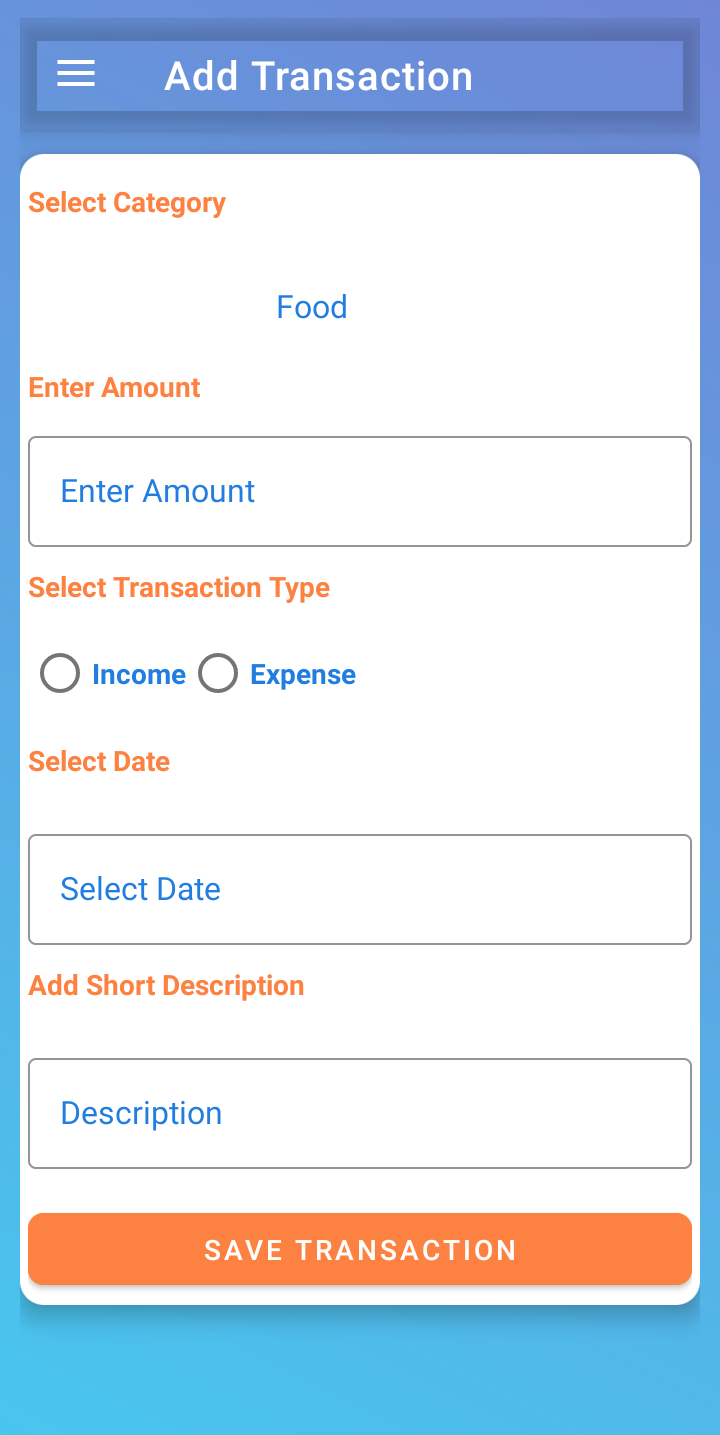 Add Transaction
Select Category
Food
Enter Amount
Enter Amount
Select Transaction Type
Income Expense
Select Date
Select Date
Add Short Description
Description
SAVE TRANSACTION